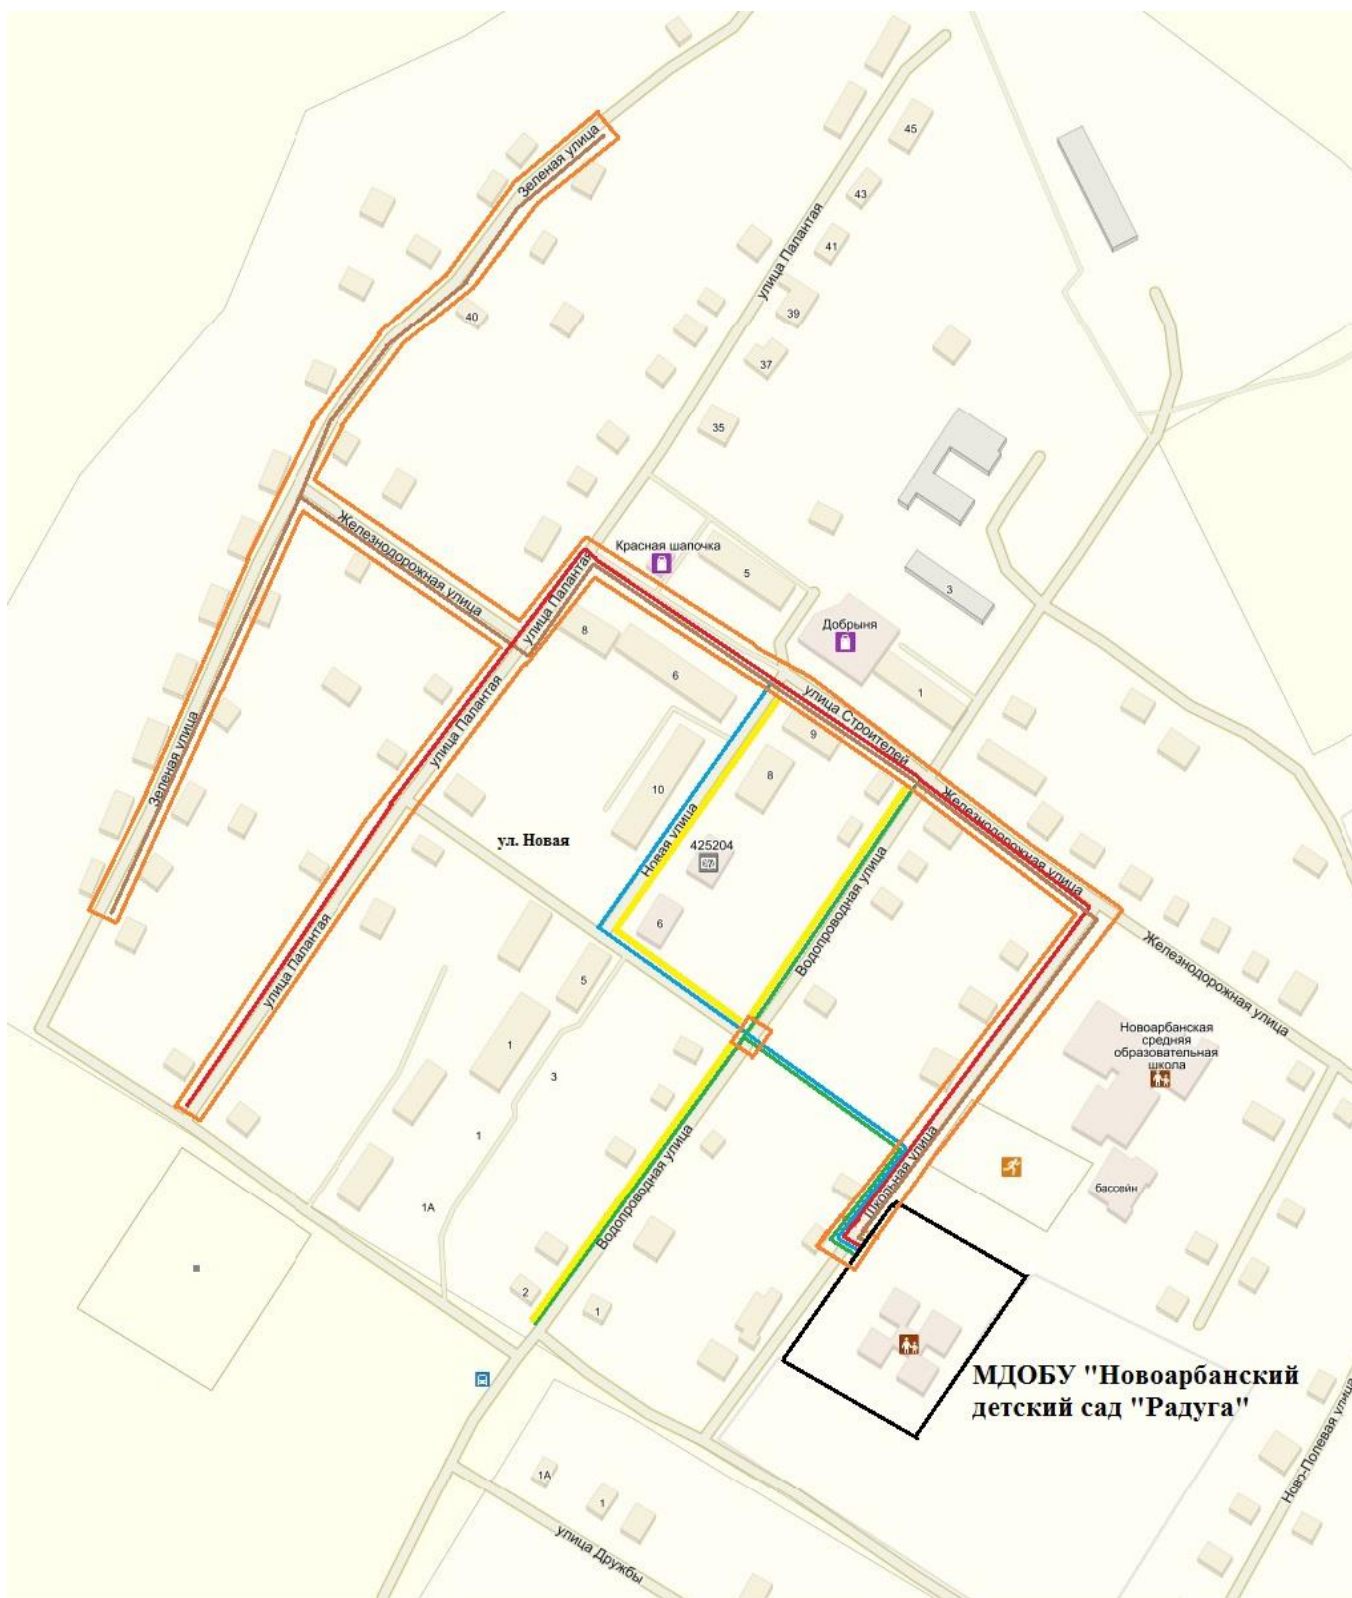 Зеленая улица
45
43
улица Палантая
41
39
40
37
35
Железнодорожная улица
Красная шапочка
улица Палантая
5
3
8
Добрыня
6
1
улица Палантая
улица Строителей
9
Зеленая улица
8
10
Железнодорожная улица
ул. Новая
Новая улица
425204
6
Водопроводная улица
Железнодорожная улица
улица Палантая
5
Новоарбанская
средняя
образовательная
школа
1
3
1
Водопроводная улица
Школьная улица
бассейн
1А
2
1
МДОБУ "Новоарбанский
детский сад "Радуга"
Ново-Полевая улица
1А
1
улица Дружбы